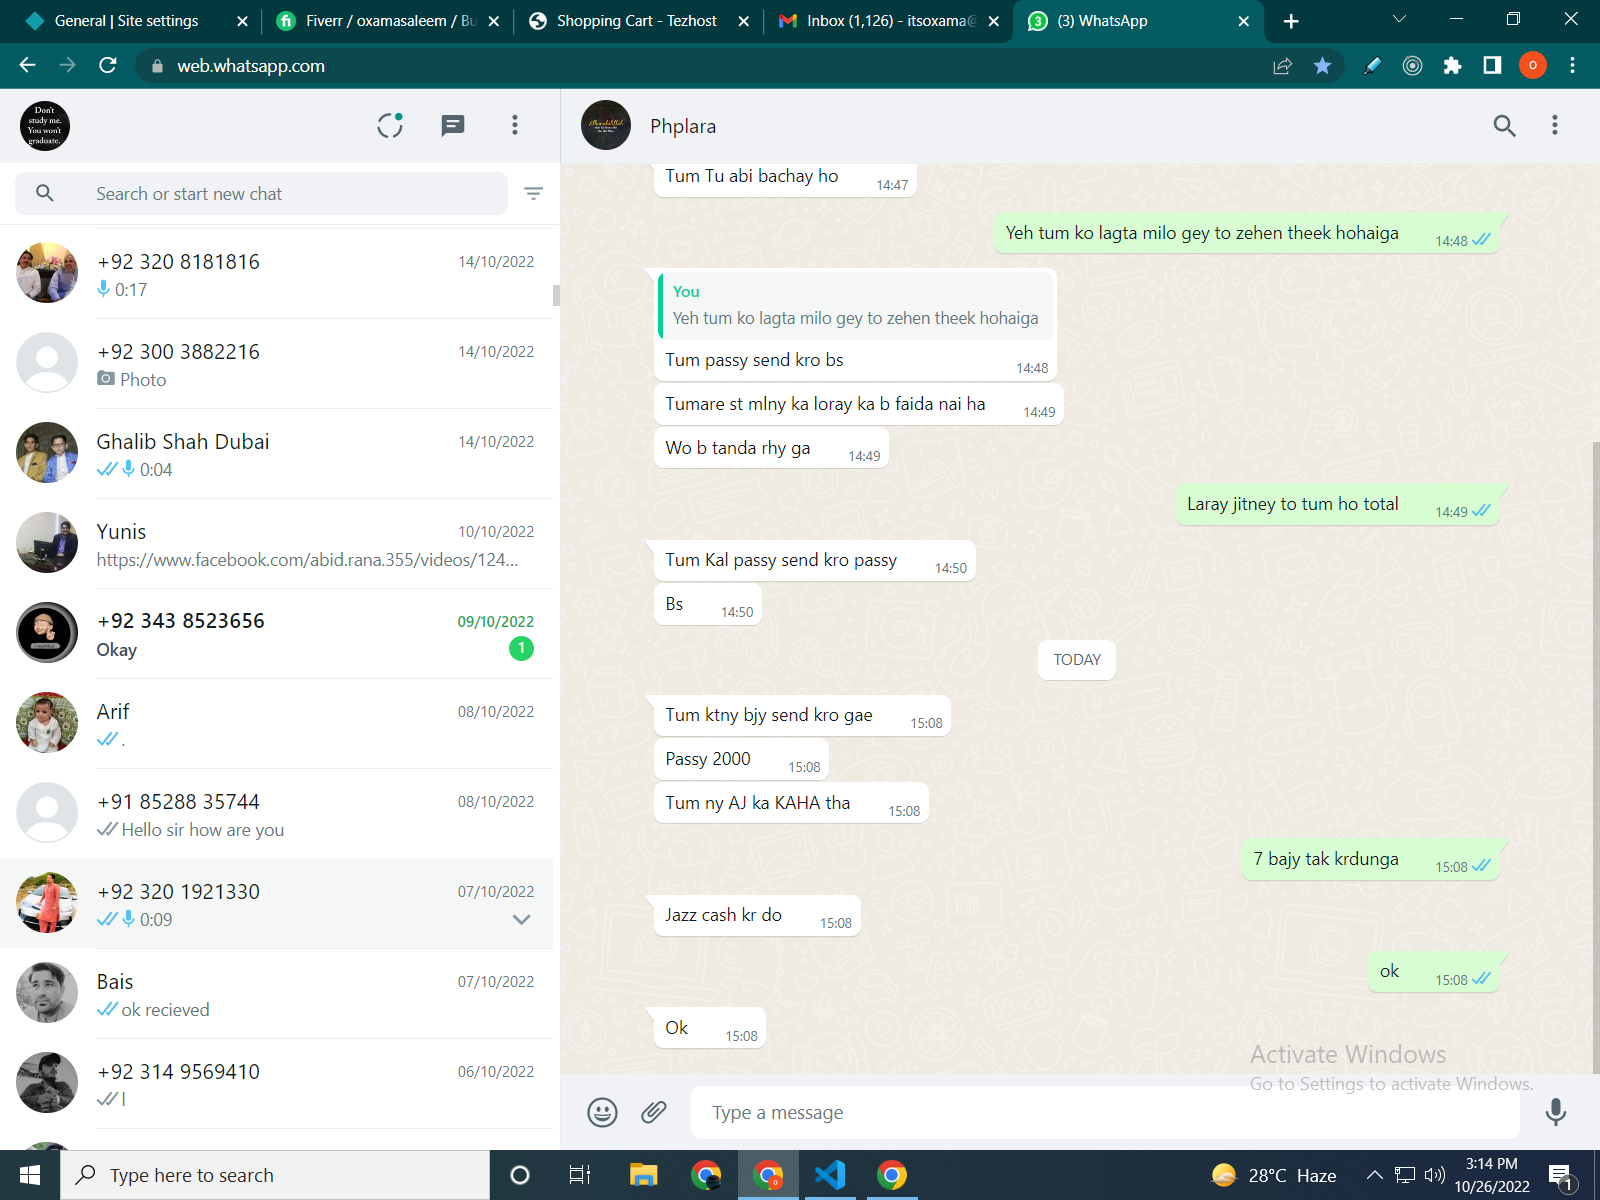 General | Site settings
Fiverr / oxamasaleem / Bu
Shopping Cart - Tezhost
Inbox (1,126) - itsoxama@
(3) WhatsApp
web.whatsapp.com
O
Don't
study me.
You won't
graduate.
Search or start new chat
+92 320 8181816
14/10/2022
0:17
+92 300 3882216
14/10/2022
Photo
Ghalib Shah Dubai
14/10/2022
0:04
Yunis
10/10/2022
https://www.facebook.com/abid.rana.355/videos/124...
+92 343 8523656
09/10/2022
Okay
1
Arif
08/10/2022
.
+91 85288 35744
08/10/2022
Hello sir how are you
+92 320 1921330
07/10/2022
0:09
Bais
07/10/2022
ok recieved
+92 314 9569410
06/10/2022
l
Phplara
Tum Tu abi bachay ho
14:47
Yeh tum ko lagta milo gey to zehen theek hohaiga
14:48
You
Yeh tum ko lagta milo gey to zehen theek hohaiga
Tum passy send kro bs
14:48
Tumare st mlny ka loray ka b faida nai ha
14:49
Wo b tanda rhy ga
14:49
Laray jitney to tum ho total
14:49
Tum Kal passy send kro passy
14:50
Bs
14:50
TODAY
Tum ktny bjy send kro gae
15:08
Passy 2000
15:08
Tum ny AJ ka KAHA tha
15:08
7 bajy tak krdunga
15:08
Jazz cash kr do
15:08
ok
15:08
Ok
15:08
Activate Windows
Go to Settings to activate Windows.
Type a message
Type here to search
28°C Haze
3:14 PM
10/26/2022
1